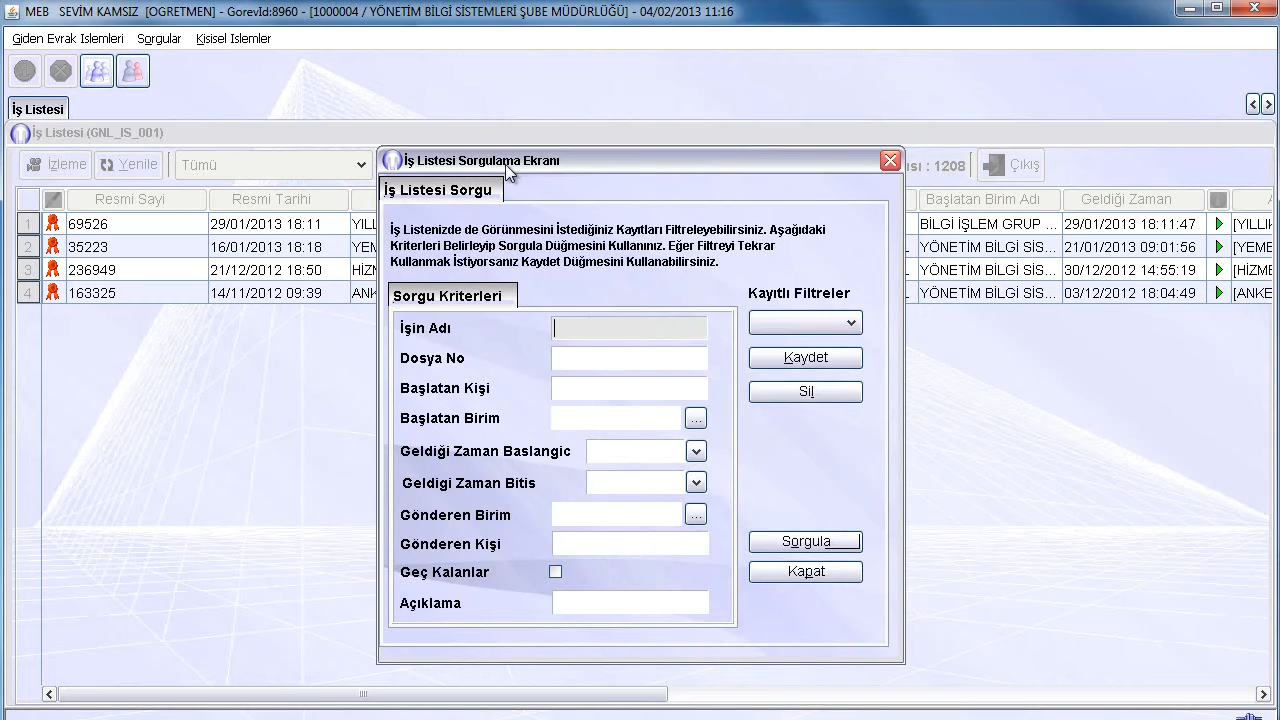 MEB SEVİM KAMSIZ [OGRETMEN] - GorevId:8960 - [1000004 / YÖNETİM BİLGİ SİSTEMLERİ ŞUBE MÜDÜRLÜĞÜ] - 04/02/2013 11:16
Giden Evrak Islemleri Sorgular Kisisel Islemler
İş Listesi
İş Listesi (GNL_IS_001)
İzleme Yenile Tümü : 1208 Çıkış
Resmi Sayi Resmi Tarihi Başlatan Birim Adı Geldiği Zaman
1 69526 29/01/2013 18:11 YILL BİLGİ İŞLEM GRUP 29/01/2013 18:11:47 [YILLI
2 35223 16/01/2013 18:18 YEM YÖNETİM BİLGİ SİS... 21/01/2013 09:01:56 [YEME
3 236949 21/12/2012 18:50 HİZM YÖNETİM BİLGİ SİS... 30/12/2012 14:55:19 [HİZME
4 163325 14/11/2012 09:39 ANK YÖNETİM BİLGİ SİS... 03/12/2012 18:04:49 [ANKE
İş Listesi Sorgulama Ekranı
İş Listesi Sorgu
İş Listenizde de Görünmesini İstediğiniz Kayıtları Filtreleyebilirsiniz. Aşağıdaki
Kriterleri Belirleyip Sorgula Düğmesini Kullanınız. Eğer Filtreyi Tekrar
Kullanmak İstiyorsanız Kaydet Düğmesini Kullanabilirsiniz.
Sorgu Kriterleri
İşin Adı
Dosya No
Başlatan Kişi
Başlatan Birim ...
Geldiği Zaman Baslangic
Geldigi Zaman Bitis
Gönderen Birim ...
Gönderen Kişi
Geç Kalanlar
Açıklama
Kayıtlı Filtreler
Kaydet
Sil
Sorgula
Kapat